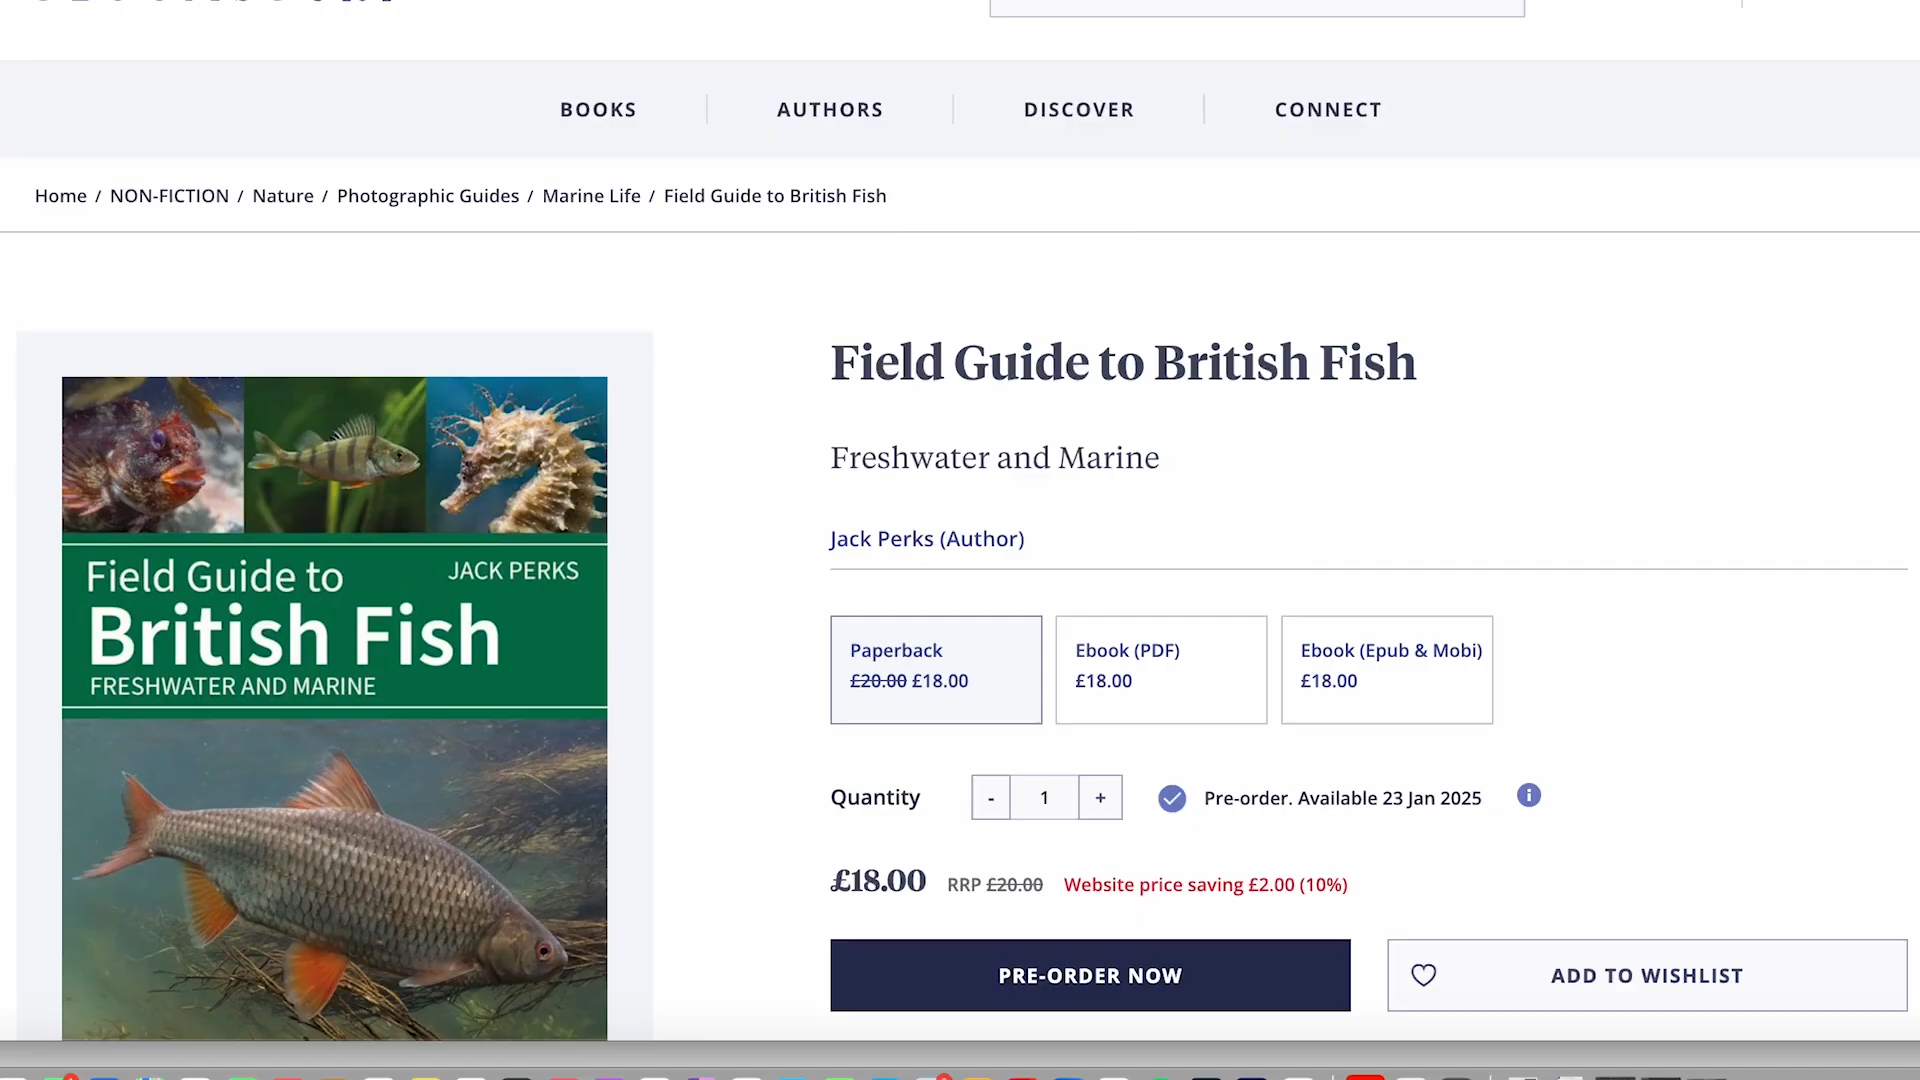 BOOKS
AUTHORS
DISCOVER
CONNECT
Home / NON-FICTION / Nature / Photographic Guides / Marine Life / Field Guide to British Fish
Field Guide to British Fish
Freshwater and Marine
Jack Perks (Author)
Field Guide to
JACK PERKS
British Fish
FRESHWATER AND MARINE
Paperback
£20.00 £18.00
Ebook (PDF)
£18.00
Ebook (Epub & Mobi)
£18.00
Quantity
- 1 +
Pre-order. Available 23 Jan 2025
£18.00 RRP £20.00 Website price saving £2.00 (10%)
PRE-ORDER NOW
ADD TO WISHLIST